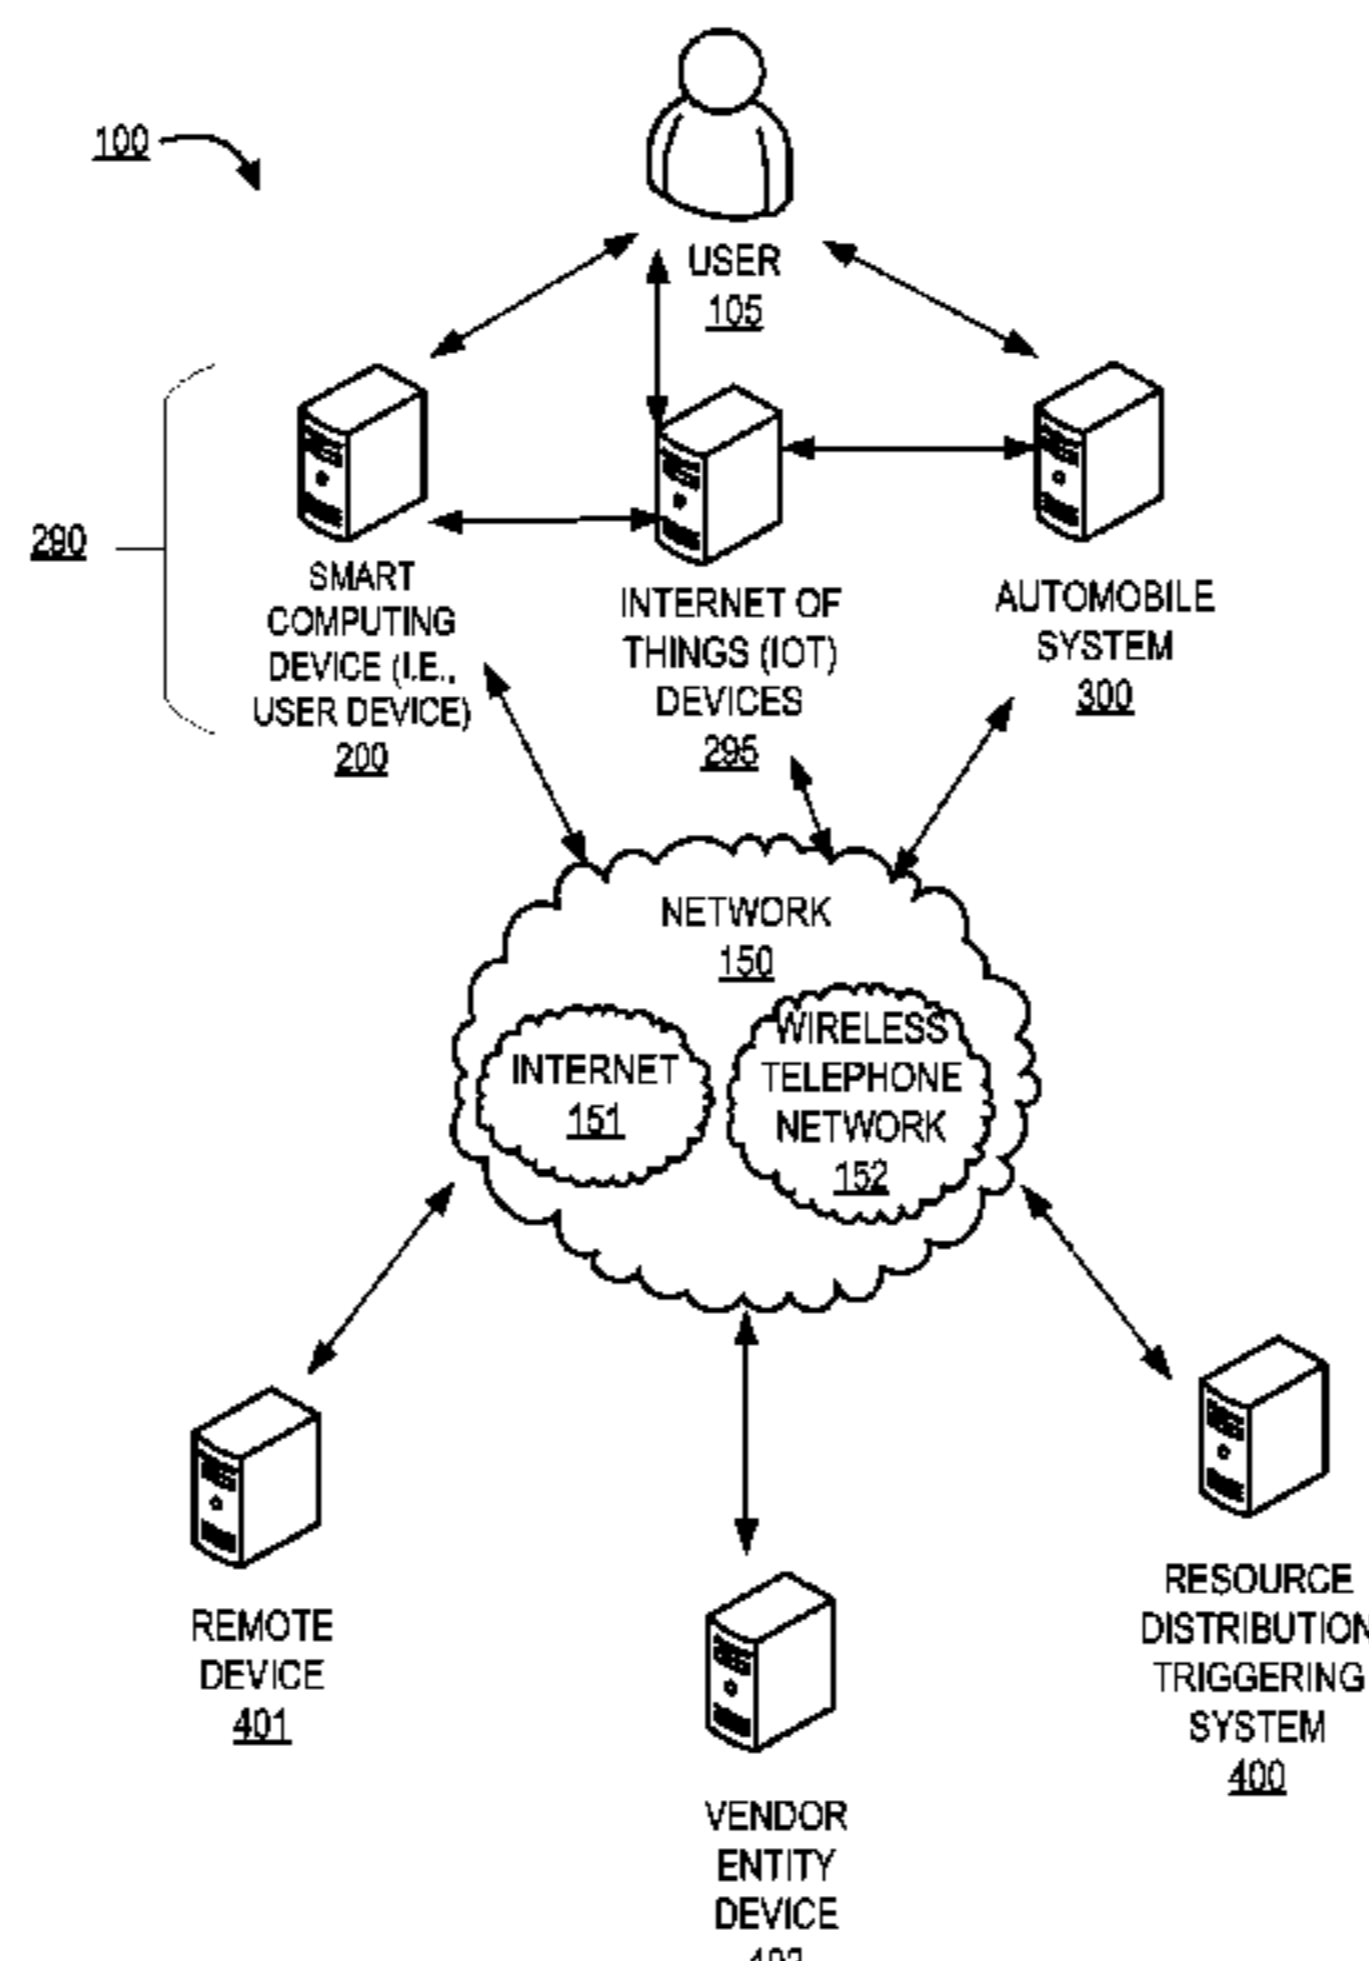 100
USER
105
290
SMART
COMPUTING
DEVICE (I.E.,
USER DEVICE)
200
INTERNET OF
THINGS (IOT)
DEVICES
295
AUTOMOBILE
SYSTEM
300
NETWORK
150
INTERNET
151
WIRELESS
TELEPHONE
NETWORK
152
REMOTE
DEVICE
401
VENDOR
ENTITY
DEVICE
RESOURCE
DISTRIBUTION
TRIGGERING
SYSTEM
400